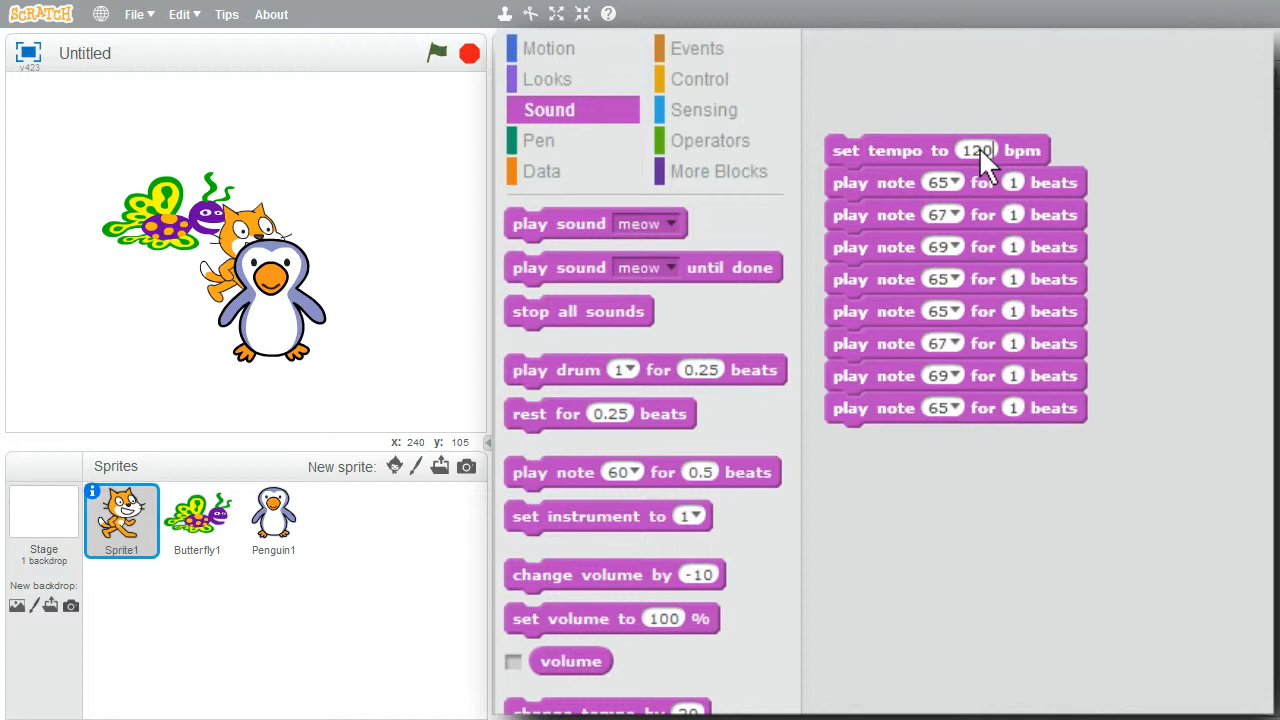 SCRATCH File▼ Edit▼ Tips About
v423
Untitled
Motion
Looks
Sound
Pen
Data
Events
Control
Sensing
Operators
More Blocks
play sound meow▼
play sound meow▼ until done
stop all sounds
play drum 1▼ for 0.25 beats
rest for 0.25 beats
play note 60▼ for 0.5 beats
set instrument to 1▼
change volume by -10
set volume to 100 %
volume
change tempo by 20
set tempo to 120 bpm
play note 65▼ for 1 beats
play note 67▼ for 1 beats
play note 69▼ for 1 beats
play note 65▼ for 1 beats
play note 65▼ for 1 beats
play note 67▼ for 1 beats
play note 69▼ for 1 beats
play note 65▼ for 1 beats
x: 240 y: 105
Sprites New sprite:
Stage
1 backdrop
New backdrop:
Sprite1
Butterfly1
Penguin1